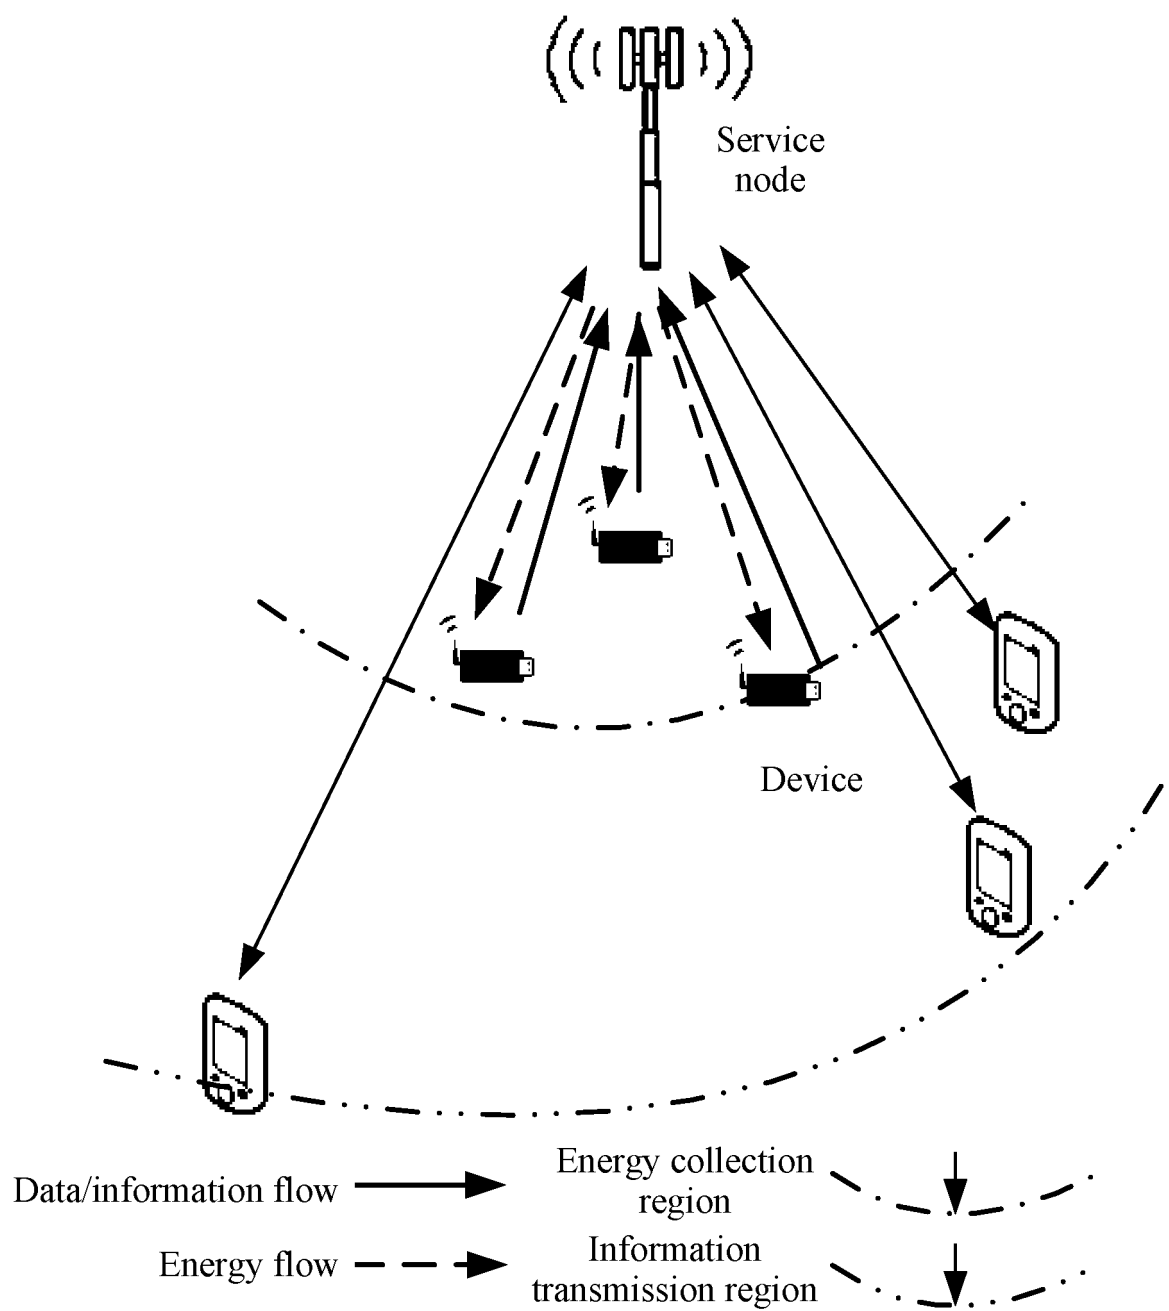 Service
node
Device
Data/information flow
Energy collection
region
Energy flow
Information
transmission region